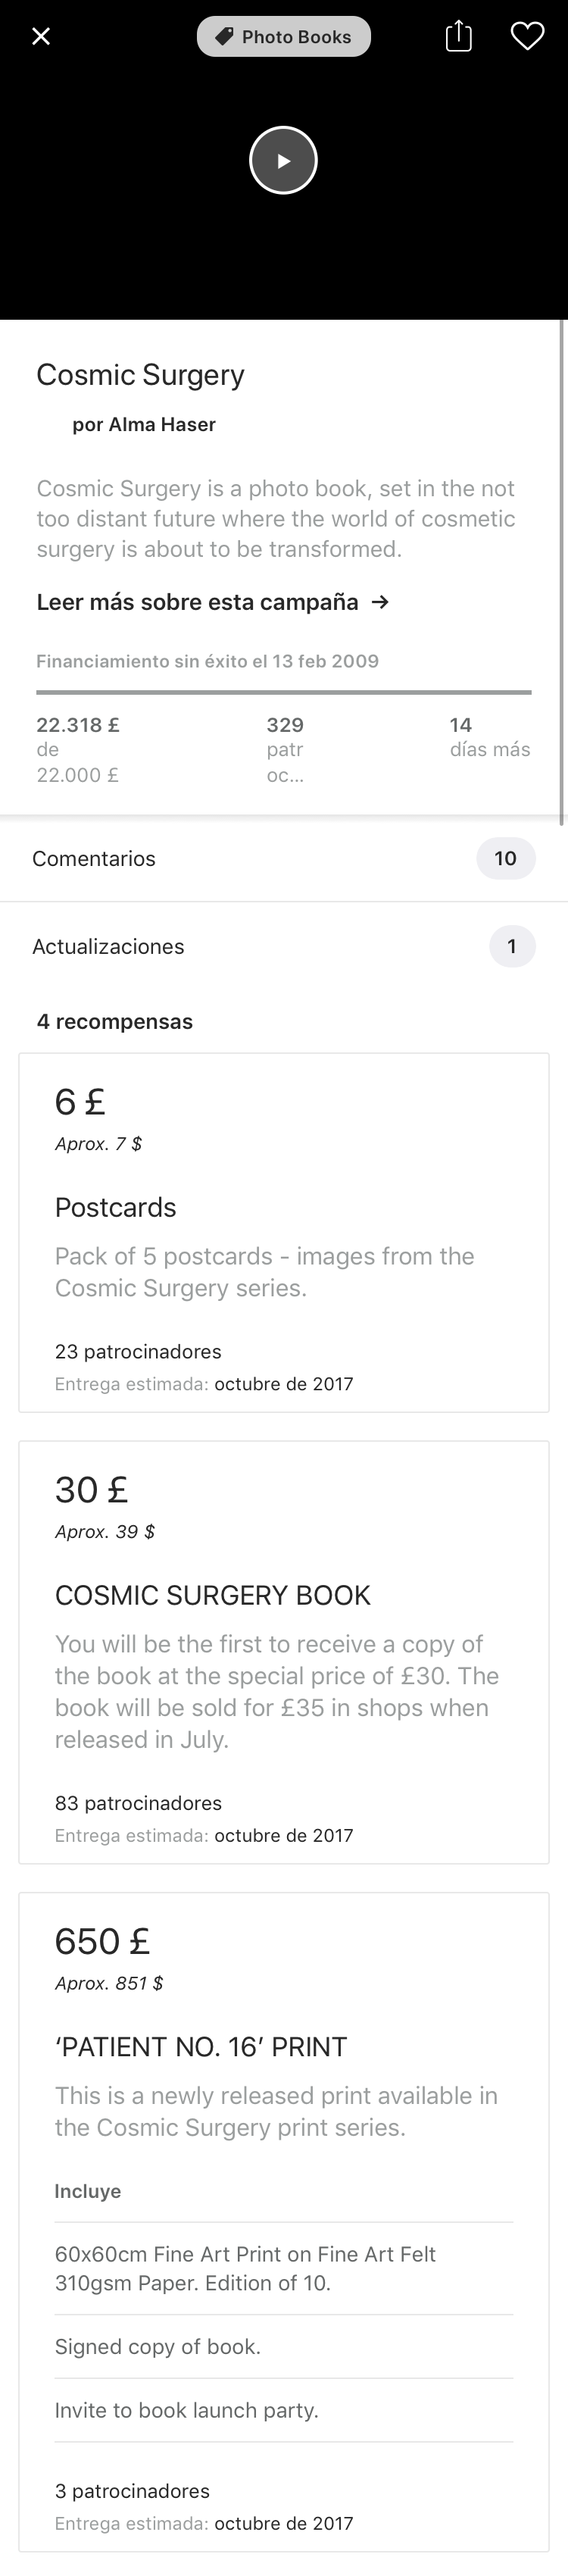 Photo Books
Cosmic Surgery
por Alma Haser
Cosmic Surgery is a photo book, set in the not
too distant future where the world of cosmetic
surgery is about to be transformed.
Leer más sobre esta campaña →
Financiamiento sin éxito el 13 feb 2009
22.318 £
de
22.000 £
329
patr
oc...
14
días más
Comentarios
10
Actualizaciones
1
4 recompensas
6 £
Aprox. 7 $
Postcards
Pack of 5 postcards - images from the
Cosmic Surgery series.
23 patrocinadores
Entrega estimada: octubre de 2017
30 £
Aprox. 39 $
COSMIC SURGERY BOOK
You will be the first to receive a copy of
the book at the special price of £30. The
book will be sold for £35 in shops when
released in July.
83 patrocinadores
Entrega estimada: octubre de 2017
650 £
Aprox. 851 $
‘PATIENT NO. 16’ PRINT
This is a newly released print available in
the Cosmic Surgery print series.
Incluye
60x60cm Fine Art Print on Fine Art Felt
310gsm Paper. Edition of 10.
Signed copy of book.
Invite to book launch party.
3 patrocinadores
Entrega estimada: octubre de 2017